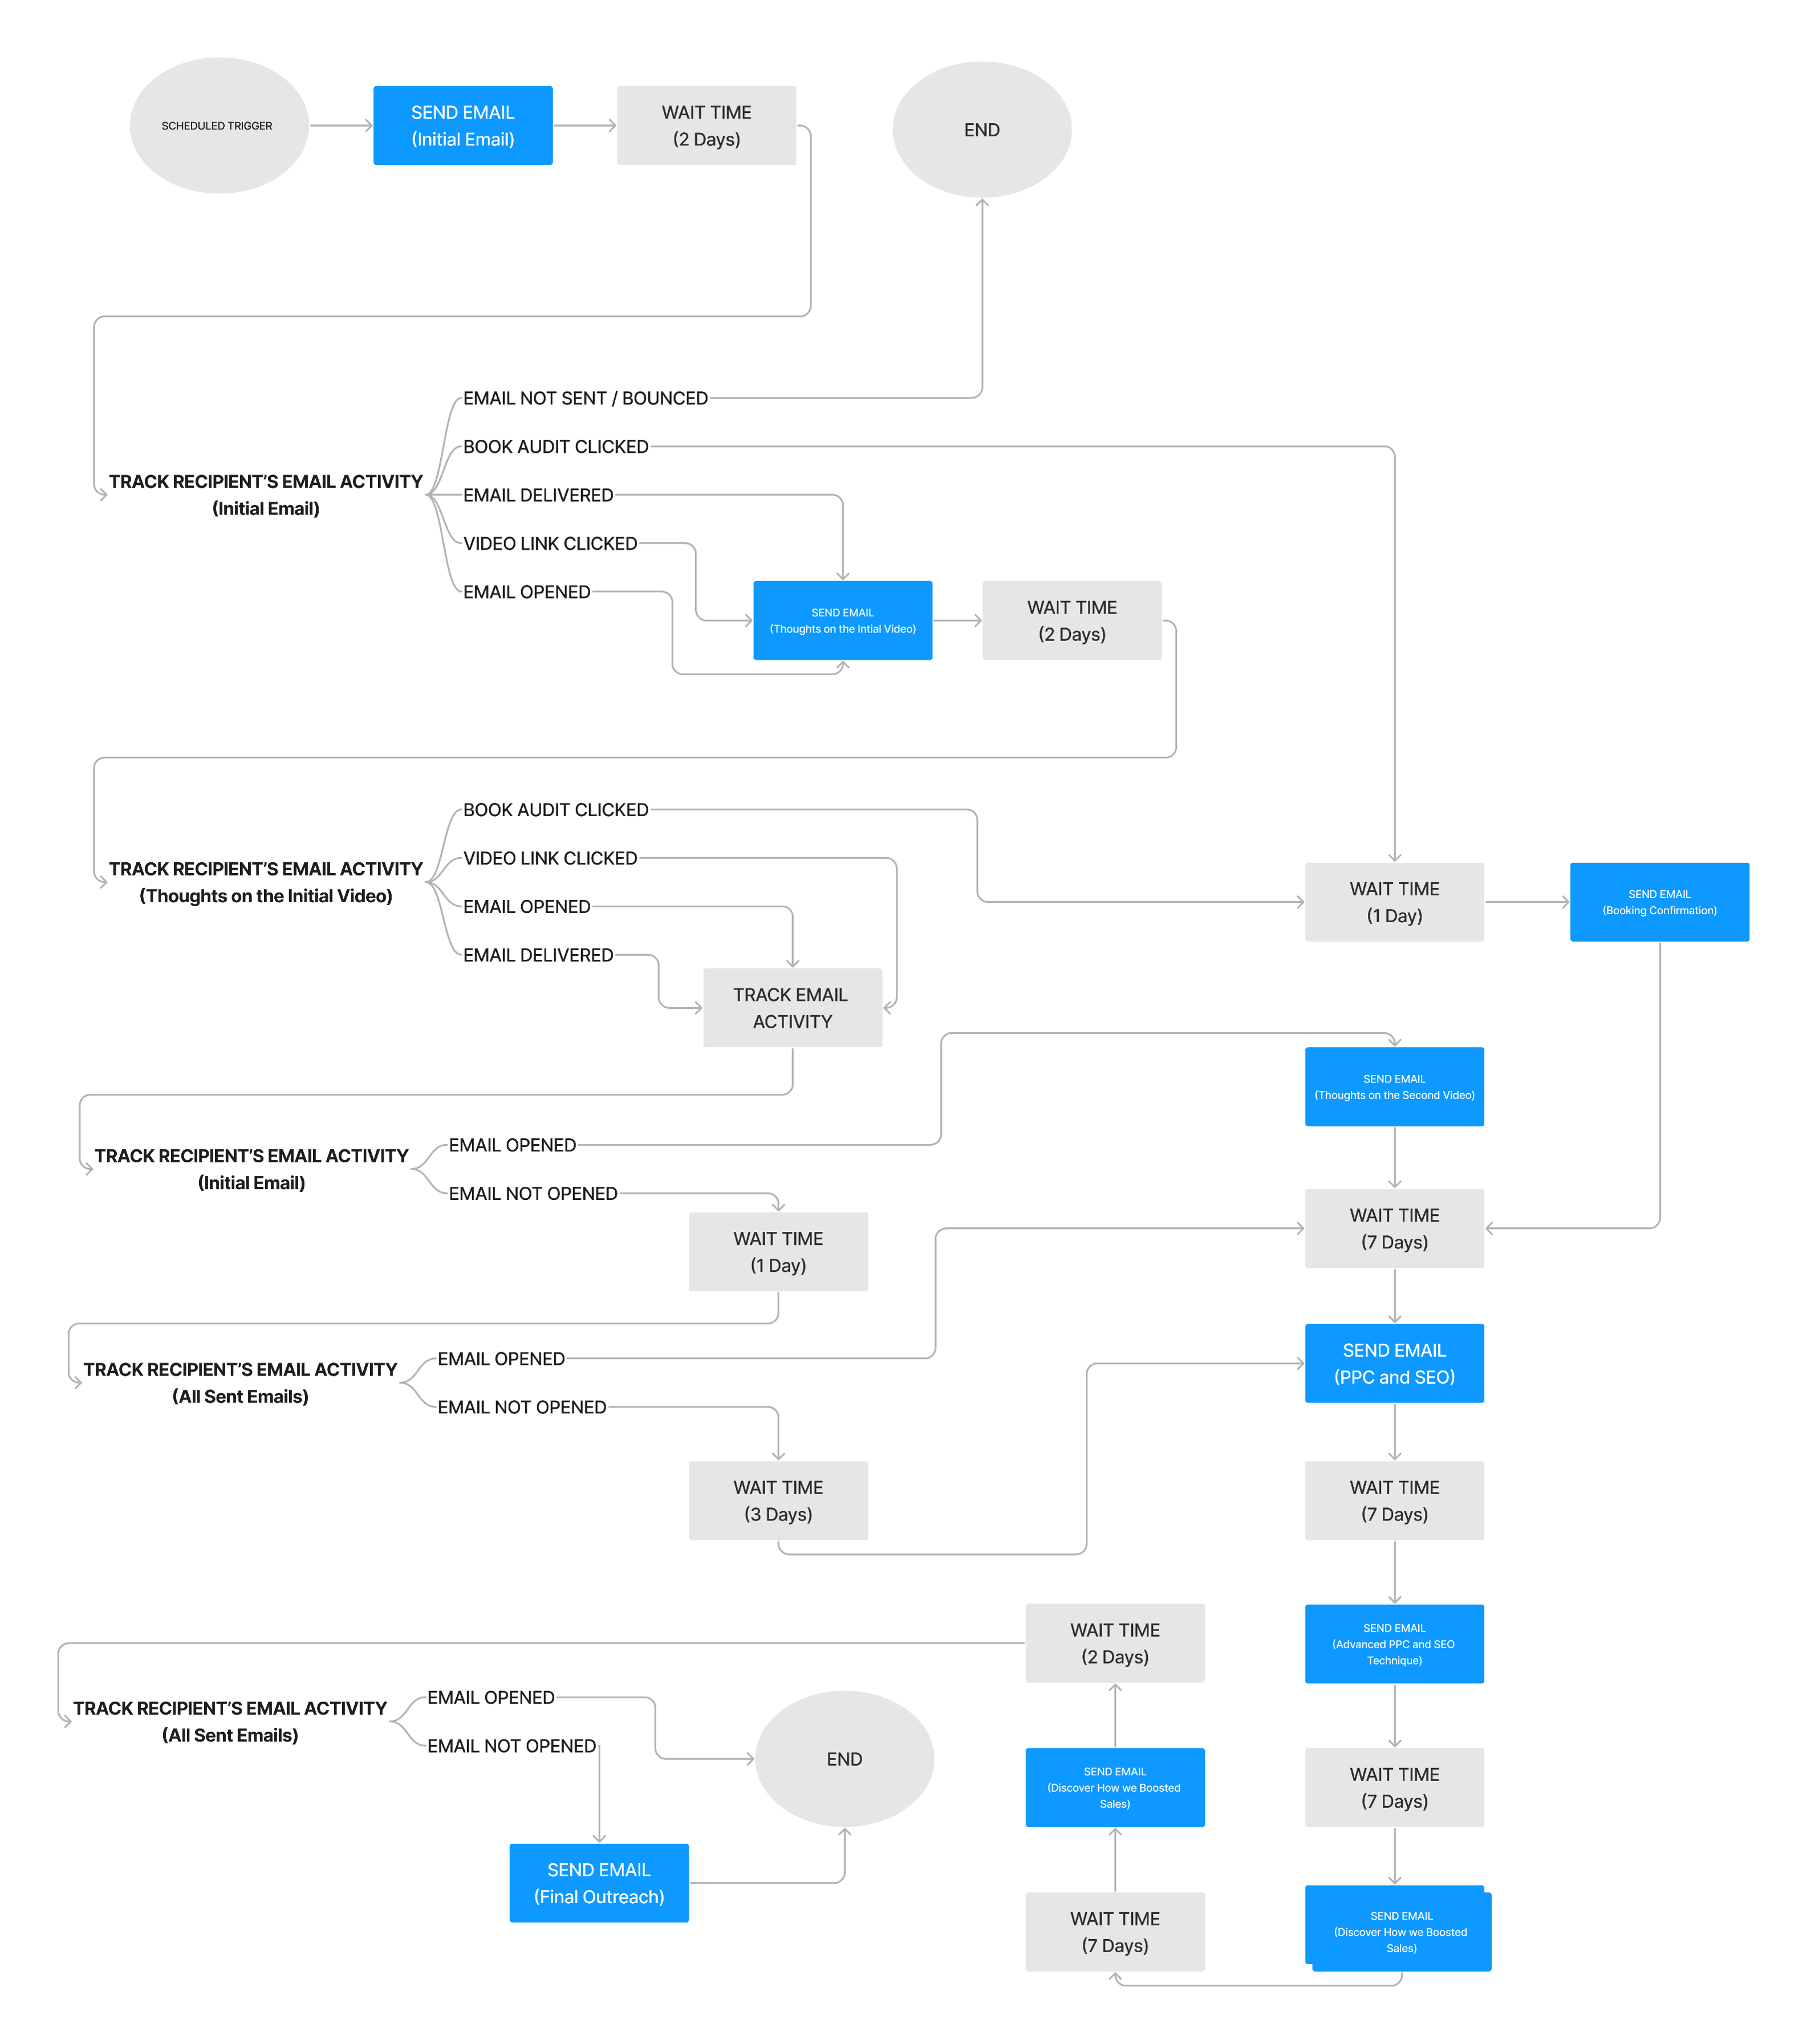 SCHEDULED TRIGGER
SEND EMAIL
(Initial Email)
WAIT TIME
(2 Days)
END
EMAIL NOT SENT / BOUNCED
BOOK AUDIT CLICKED
TRACK RECIPIENT’S EMAIL ACTIVITY
(Initial Email)
EMAIL DELIVERED
VIDEO LINK CLICKED
EMAIL OPENED
SEND EMAIL
(Thoughts on the Intial Video)
WAIT TIME
(2 Days)
BOOK AUDIT CLICKED
VIDEO LINK CLICKED
TRACK RECIPIENT’S EMAIL ACTIVITY
(Thoughts on the Initial Video)
EMAIL OPENED
EMAIL DELIVERED
WAIT TIME
(1 Day)
SEND EMAIL
(Booking Confirmation)
TRACK EMAIL
ACTIVITY
SEND EMAIL
(Thoughts on the Second Video)
TRACK RECIPIENT’S EMAIL ACTIVITY
(Initial Email)
EMAIL OPENED
EMAIL NOT OPENED
WAIT TIME
(1 Day)
WAIT TIME
(7 Days)
TRACK RECIPIENT’S EMAIL ACTIVITY
(All Sent Emails)
EMAIL OPENED
EMAIL NOT OPENED
SEND EMAIL
(PPC and SEO)
WAIT TIME
(3 Days)
WAIT TIME
(7 Days)
WAIT TIME
(2 Days)
SEND EMAIL
(Advanced PPC and SEO
Technique)
TRACK RECIPIENT’S EMAIL ACTIVITY
(All Sent Emails)
EMAIL OPENED
EMAIL NOT OPENED
END
SEND EMAIL
(Discover How we Boosted
Sales)
WAIT TIME
(7 Days)
SEND EMAIL
(Final Outreach)
WAIT TIME
(7 Days)
SEND EMAIL
(Discover How we Boosted
Sales)